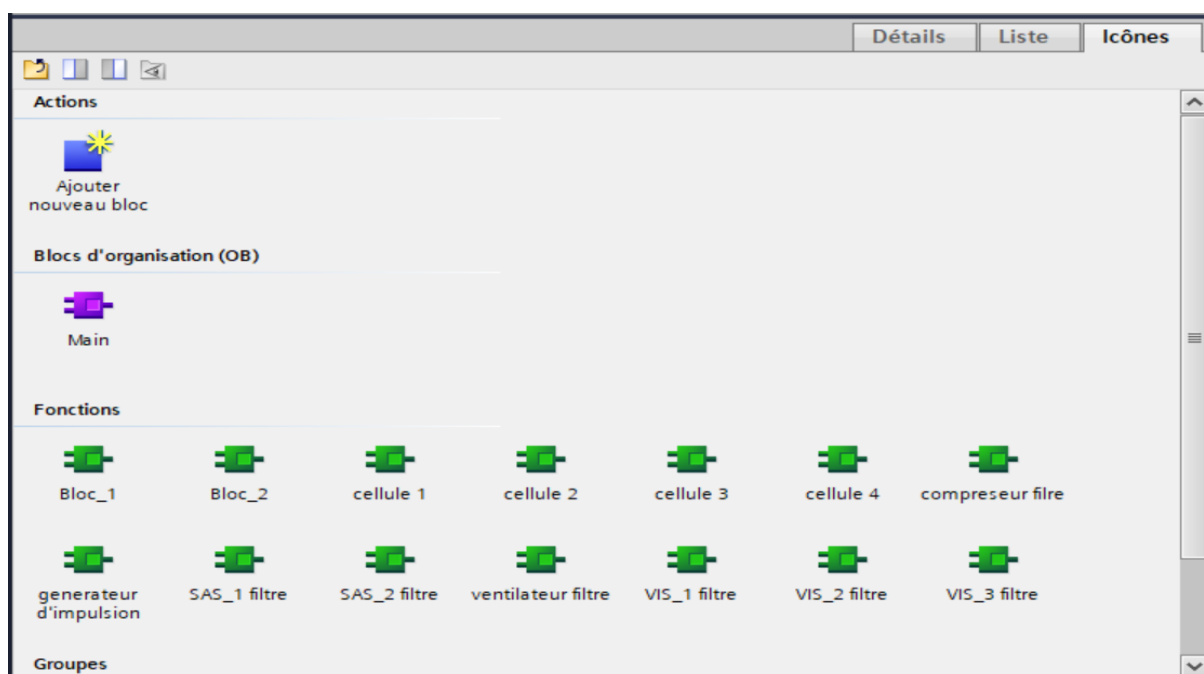 Détails Liste Icônes
Actions
Ajouter
nouveau bloc
Blocs d'organisation (OB)
Main
Fonctions
Bloc_1 Bloc_2 cellule 1 cellule 2 cellule 3 cellule 4 compreseur filre
generateur
d'impulsion SAS_1 filtre SAS_2 filtre ventilateur filtre VIS_1 filtre VIS_2 filtre VIS_3 filtre
Groupes